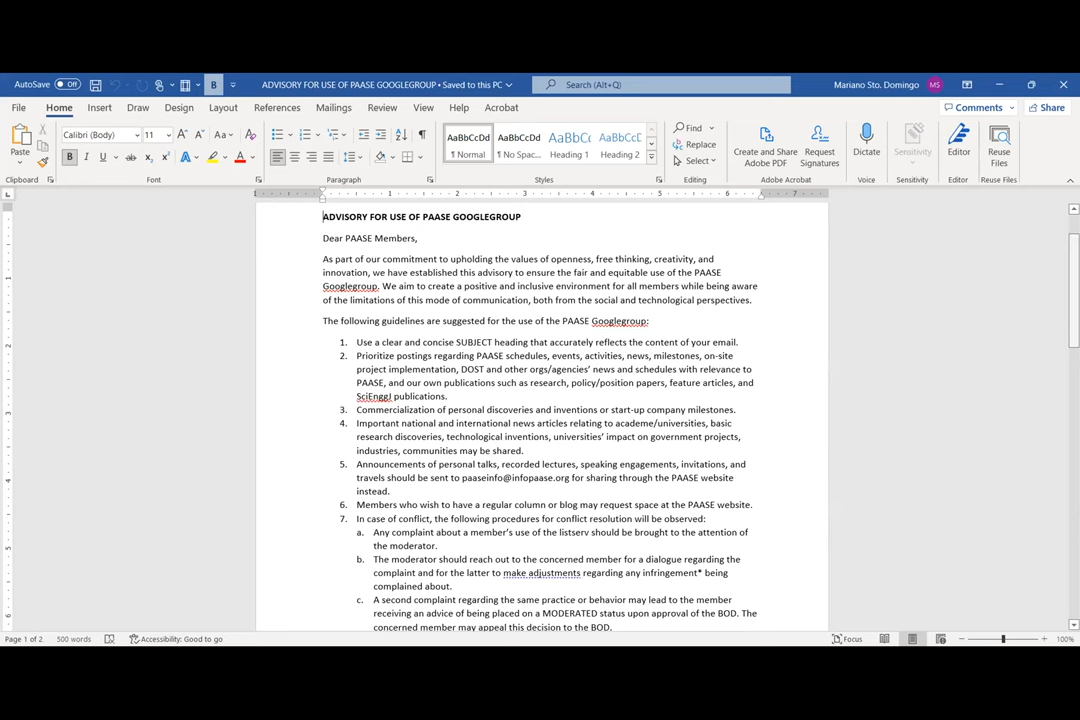 AutoSave Off
ADVISORY FOR USE OF PAASE GOOGLEGROUP • Saved to this PC
Search (Alt+Q)
Mariano Sto. Domingo MS
File Home Insert Draw Design Layout References Mailings Review View Help Acrobat
Comments Share
Paste
Calibri (Body) 11
Font
Paragraph
AaBbCcDd AaBbCcDd AaBbCc AaBbCcD
¶ Normal ¶ No Spac... Heading 1 Heading 2
Styles
Find
Replace
Select
Editing
Create and Share Adobe PDF
Request Signatures
Adobe Acrobat
Dictate
Voice
Sensitivity
Sensitivity
Editor
Editor
Reuse Files
Reuse Files
Clipboard
ADVISORY FOR USE OF PAASE GOOGLEGROUP
Dear PAASE Members,
As part of our commitment to upholding the values of openness, free thinking, creativity, and
innovation, we have established this advisory to ensure the fair and equitable use of the PAASE
Googlegroup. We aim to create a positive and inclusive environment for all members while being aware
of the limitations of this mode of communication, both from the social and technological perspectives.
The following guidelines are suggested for the use of the PAASE Googlegroup:
1. Use a clear and concise SUBJECT heading that accurately reflects the content of your email.
2. Prioritize postings regarding PAASE schedules, events, activities, news, milestones, on-site
project implementation, DOST and other orgs/agencies' news and schedules with relevance to
PAASE, and our own publications such as research, policy/position papers, feature articles, and
SciEnggJ publications.
3. Commercialization of personal discoveries and inventions or start-up company milestones.
4. Important national and international news articles relating to academe/universities, basic
research discoveries, technological inventions, universities' impact on government projects,
industries, communities may be shared.
5. Announcements of personal talks, recorded lectures, speaking engagements, invitations, and
travels should be sent to paaseinfo@infopaase.org for sharing through the PAASE website
instead.
6. Members who wish to have a regular column or blog may request space at the PAASE website.
7. In case of conflict, the following procedures for conflict resolution will be observed:
a. Any complaint about a member's use of the listserv should be brought to the attention of
the moderator.
b. The moderator should reach out to the concerned member for a dialogue regarding the
complaint and for the latter to make adjustments regarding any infringement* being
complained about.
c. A second complaint regarding the same practice or behavior may lead to the member
receiving an advice of being placed on a MODERATED status upon approval of the BOD. The
concerned member may appeal this decision to the BOD.
Page 1 of 2 500 words Accessibility: Good to go Focus 100%